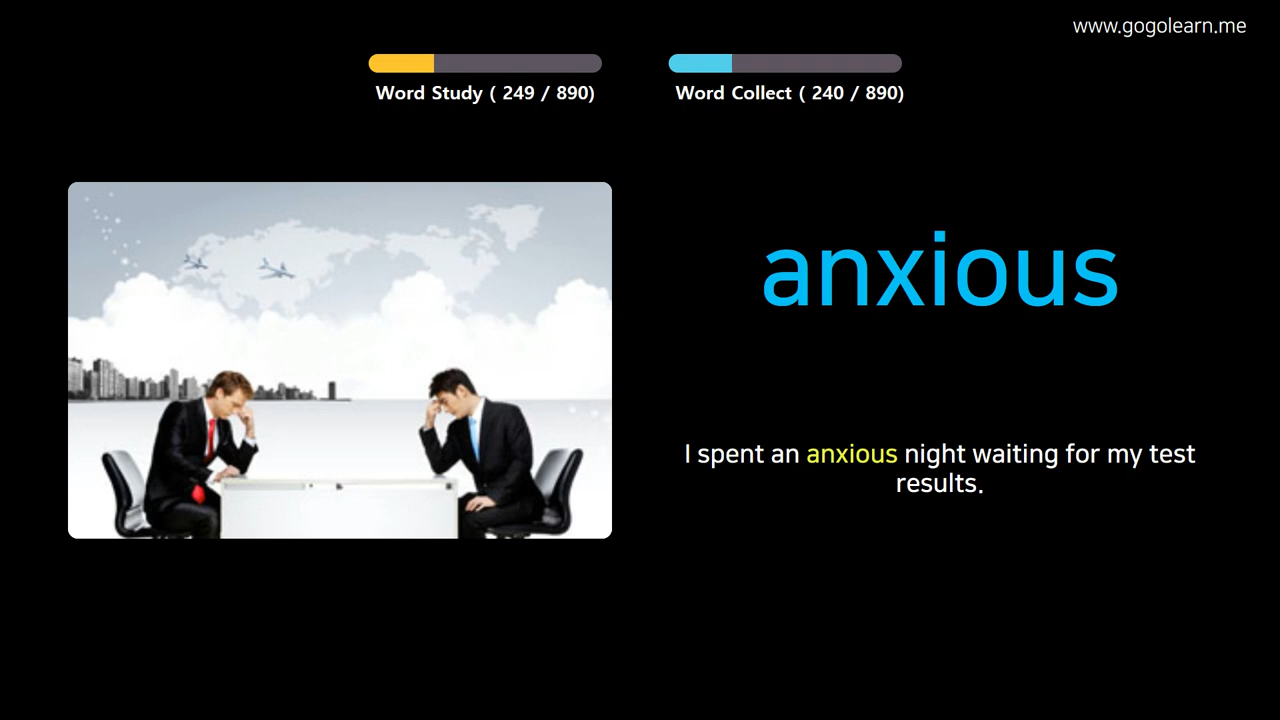 www.gogolearn.me
Word Study ( 249 / 890)
Word Collect ( 240 / 890)
anxious
I spent an anxious night waiting for my test
results.